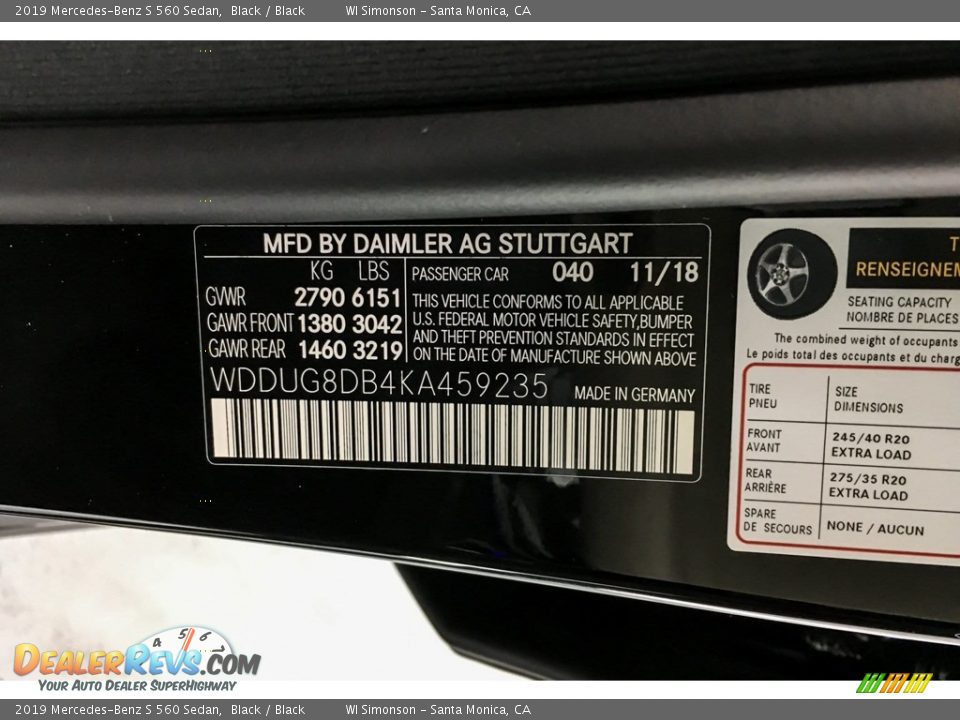 2019 Mercedes-Benz S 560 Sedan, Black / Black WI Simonson - Santa Monica, CA
MFD BY DAIMLER AG STUTTGART
KG LBS
GVWR 2790 6151
GAWR FRONT 1380 3042
GAWR REAR 1460 3219
PASSENGER CAR 040 11/18
THIS VEHICLE CONFORMS TO ALL APPLICABLE
U.S. FEDERAL MOTOR VEHICLE SAFETY,BUMPER
AND THEFT PREVENTION STANDARDS IN EFFECT
ON THE DATE OF MANUFACTURE SHOWN ABOVE
WDDUG8DB4KA459235 MADE IN GERMANY
T
RENSEIGNEM
SEATING CAPACITY
NOMBRE DE PLACES
The combined weight of occupants
Le poids total des occupants et du charg
TIRE
PNEU
SIZE
DIMENSIONS
FRONT
AVANT
245/40 R20
EXTRA LOAD
REAR
ARRIÈRE
275/35 R20
EXTRA LOAD
SPARE
DE SECOURS
NONE / AUCUN
4 5 6
DEALERREVS.COM
YOUR AUTO DEALER SUPERHIGHWAY
2019 Mercedes-Benz S 560 Sedan, Black / Black WI Simonson - Santa Monica, CA